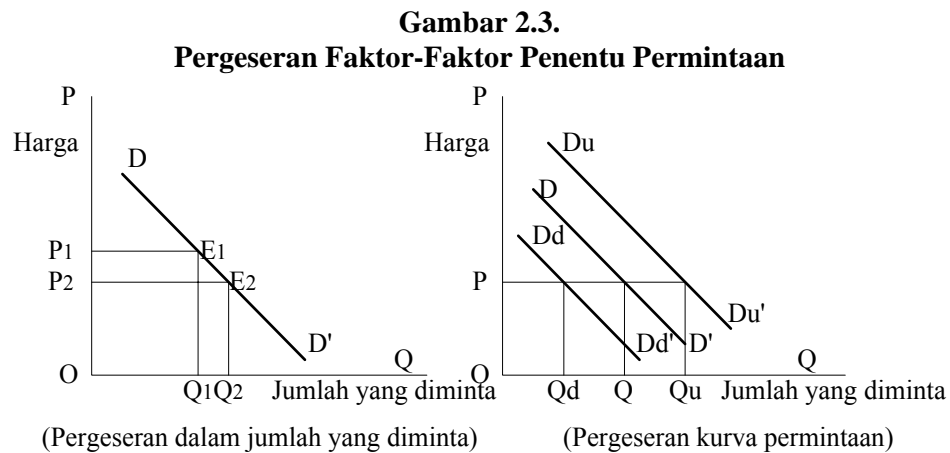 Gambar 2.3.
Pergeseran Faktor-Faktor Penentu Permintaan
P
Harga
D
P1
E1
P2
E2
D'
Q
O
Q1Q2
Jumlah yang diminta
(Pergeseran dalam jumlah yang diminta)
P
Harga
Du
D
Dd
P
Du'
Dd'
D'
Q
O
Qd
Q
Qu
Jumlah yang diminta
(Pergeseran kurva permintaan)